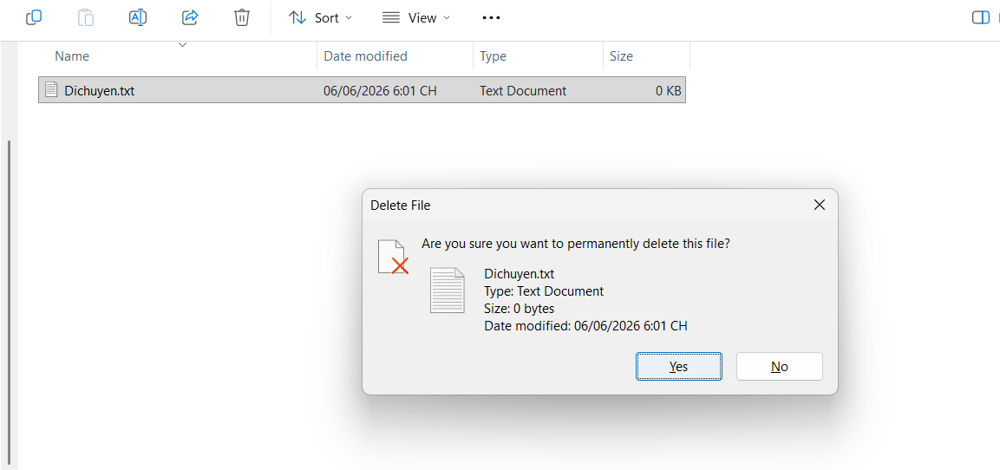 Sort
View
Name
Date modified
Type
Size
Dichuyen.txt
06/06/2026 6:01 CH
Text Document
0 KB
Delete File
Are you sure you want to permanently delete this file?
Dichuyen.txt
Type: Text Document
Size: 0 bytes
Date modified: 06/06/2026 6:01 CH
Yes
No